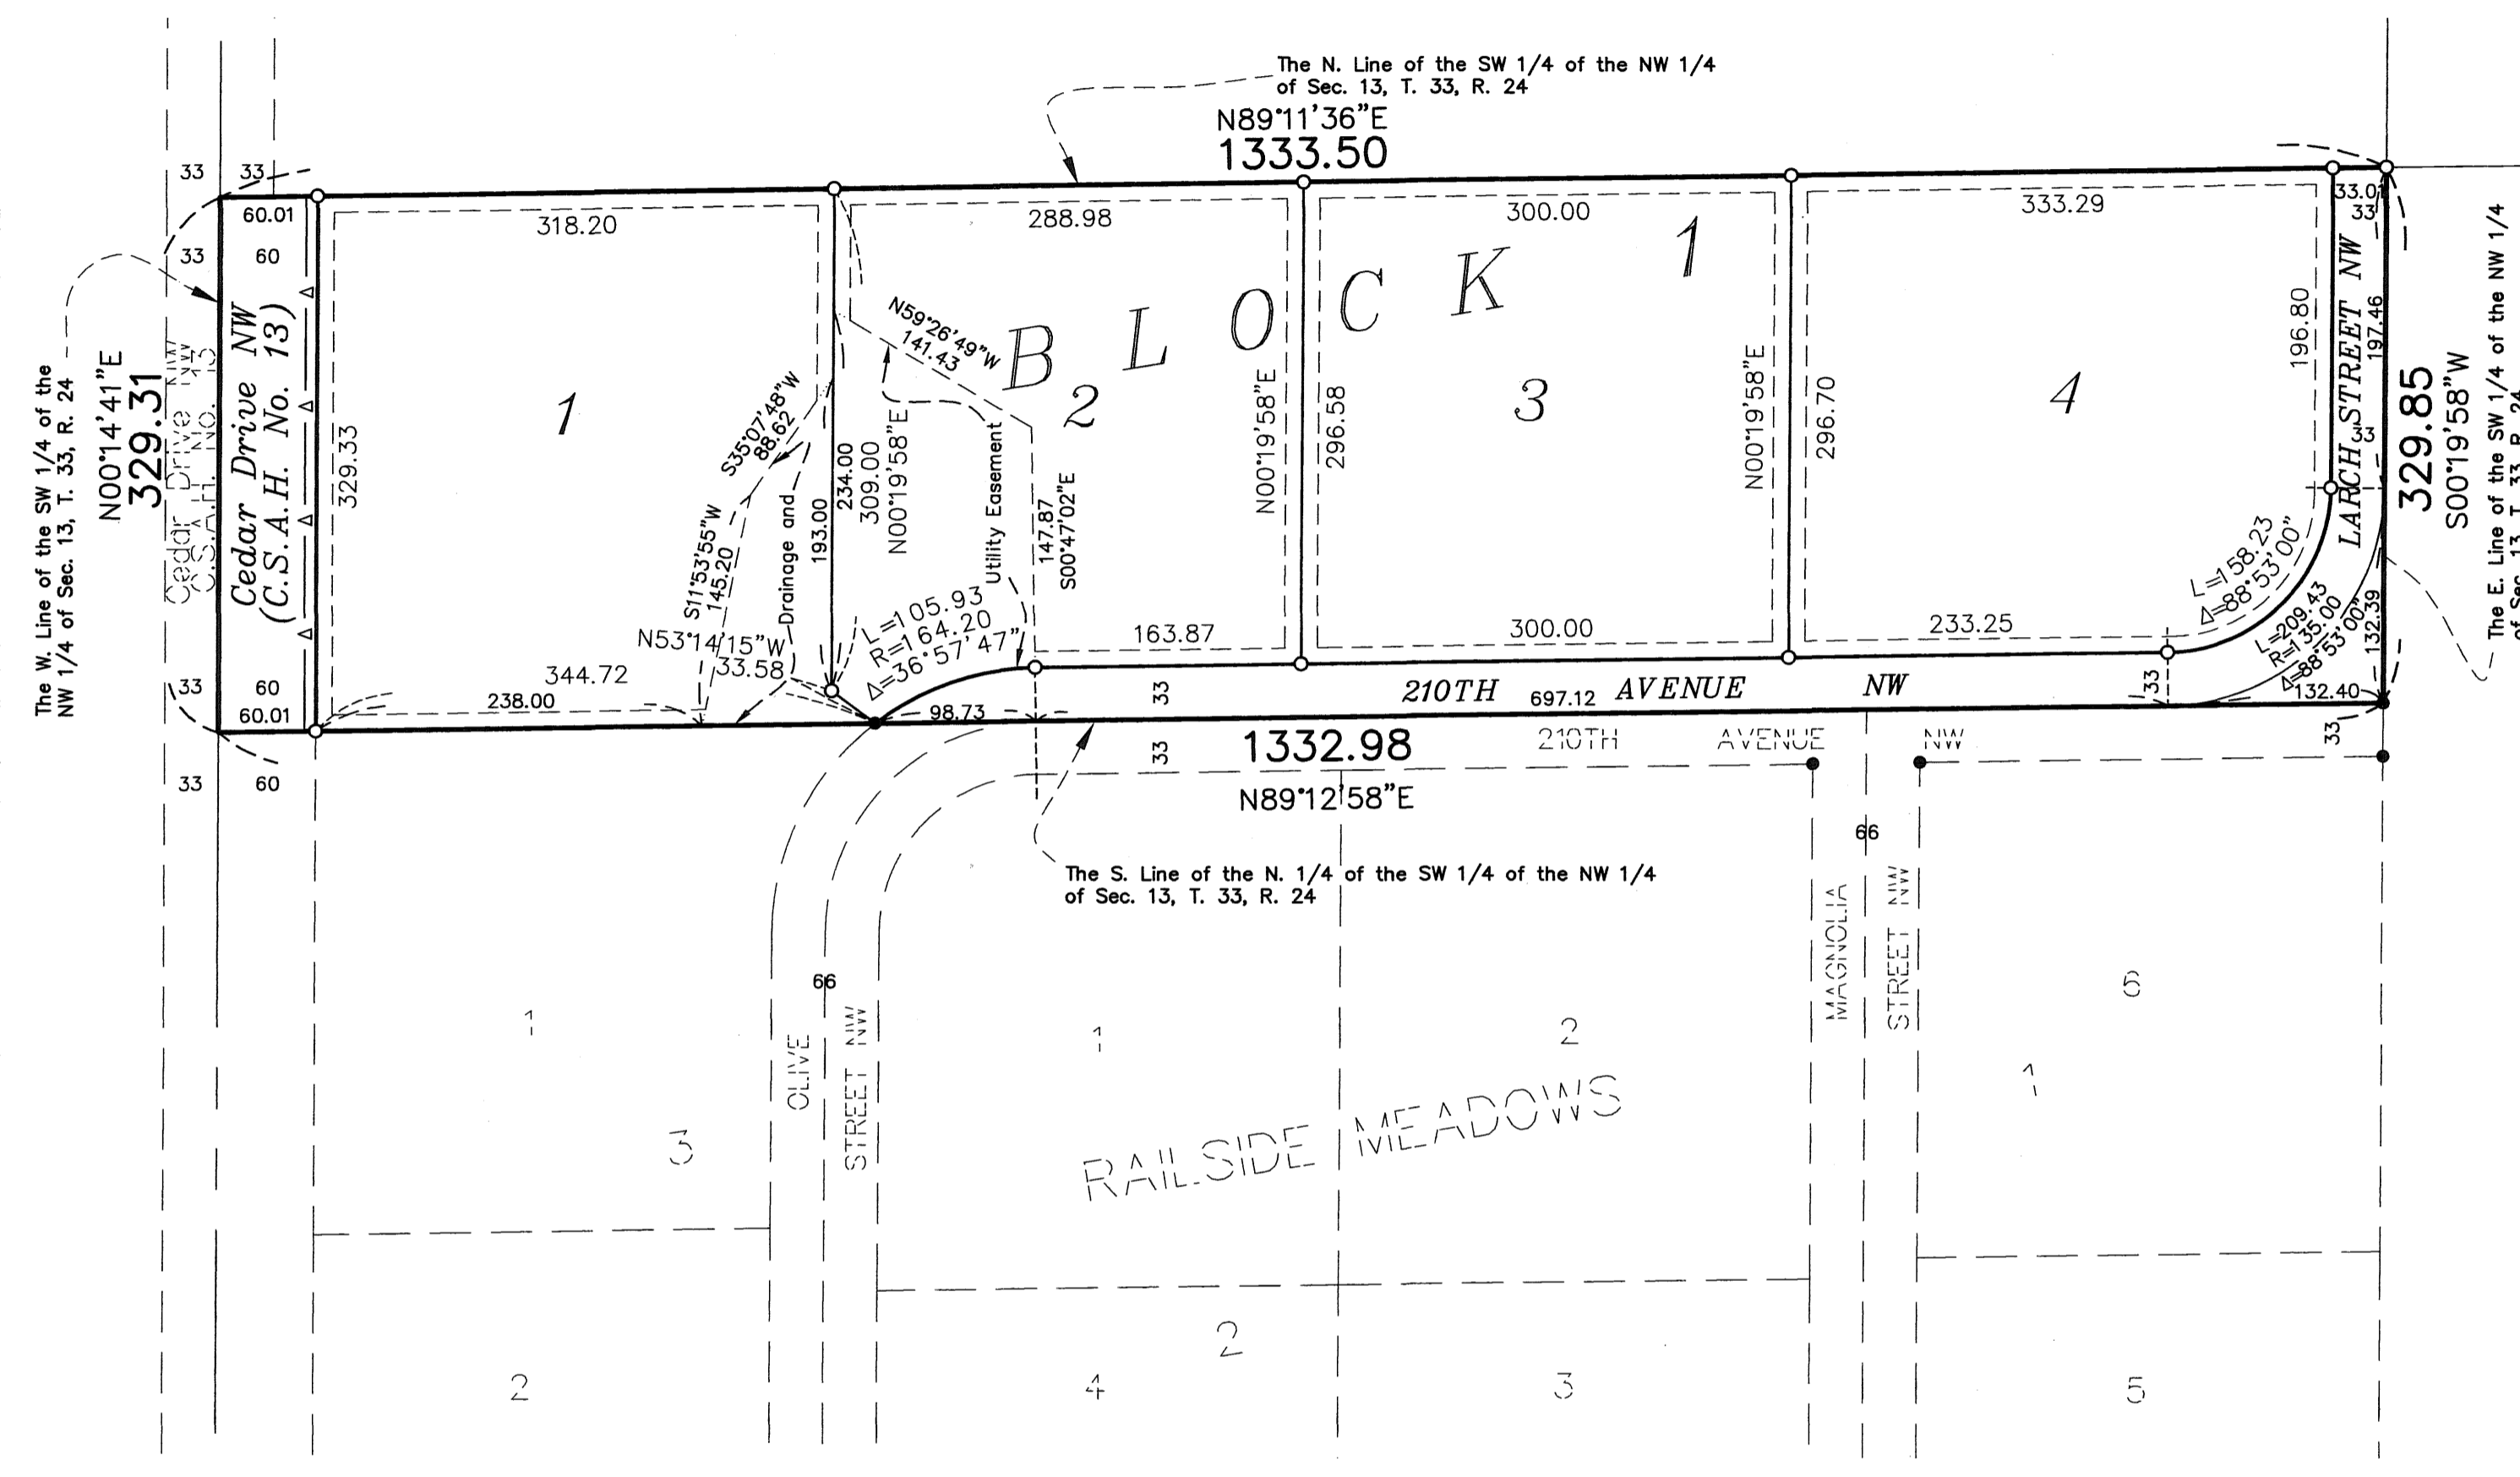 The N. Line of the SW 1/4 of the NW 1/4
of Sec. 13, T. 33, R. 24
N89°11'36"E
1333.50
33
33
60.01
33
60
318.20
288.98
300.00
333.29
33.01
33
BLOCK 1
The W. Line of the SW 1/4 of the
NW 1/4 of Sec. 13, T. 33, R. 24
N00°14'41"E
329.31
Cedar Drive NW
C.S.A.H. No. 13
Cedar Drive NW
(C.S.A.H. No. 13)
329.33
1
2
3
4
N59°26'49"W
141.43
S35°07'48"W
88.62
S11°53'55"W
145.20
Drainage and
Utility Easement
193.00
234.00
309.00
N00°19'58"E
147.87
S00°47'02"E
N00°19'58"E
296.58
N00°19'58"E
296.70
196.80
LARCH STREET NW
33
197.46
329.85
S00°19'58"W
The E. Line of the SW 1/4 of the NW 1/4
L=158.23
Δ=88°53'00"
L=209.43
R=135.00
Δ=88°53'00"
132.39
132.40
L=105.93
R=164.20
Δ=36°57'47"
N53°14'15"W
33.58
344.72
238.00
33
60
60.01
33
60
163.87
300.00
233.25
98.73
33
210TH AVENUE NW
697.12
33
33
33
1332.98
N89°12'58"E
210TH AVENUE NW
The S. Line of the N. 1/4 of the SW 1/4 of the NW 1/4
of Sec. 13, T. 33, R. 24
66
66
OLIVE
STREET NW
MAGNOLIA
STREET NW
1
3
2
1
2
6
1
RAILSIDE MEADOWS
2
4
3
5